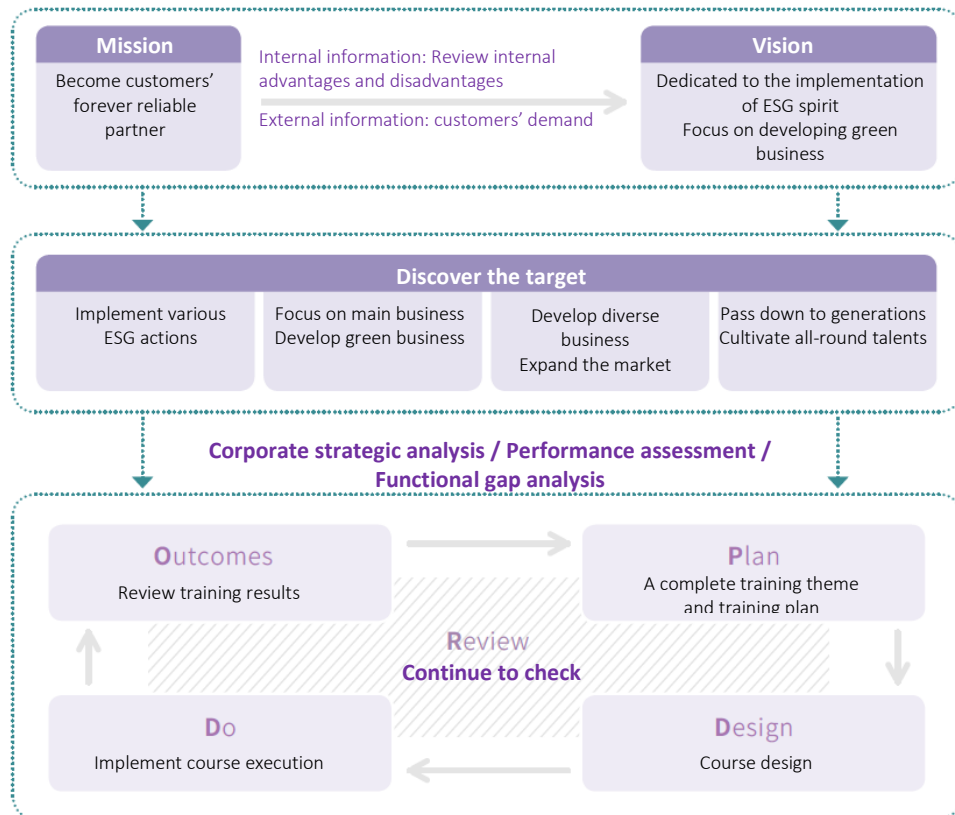 Mission
Become customers'
forever reliable
partner
Internal information: Review internal
advantages and disadvantages
External information: customers' demand
Vision
Dedicated to the implementation
of ESG spirit
Focus on developing green
business
Discover the target
Implement various
ESG actions
Focus on main business
Develop green business
Develop diverse
business
Expand the market
Pass down to generations
Cultivate all-round talents
Corporate strategic analysis / Performance assessment /
Functional gap analysis
Outcomes
Review training results
Plan
A complete training theme
and training plan
Review
Continue to check
Do
Implement course execution
Design
Course design